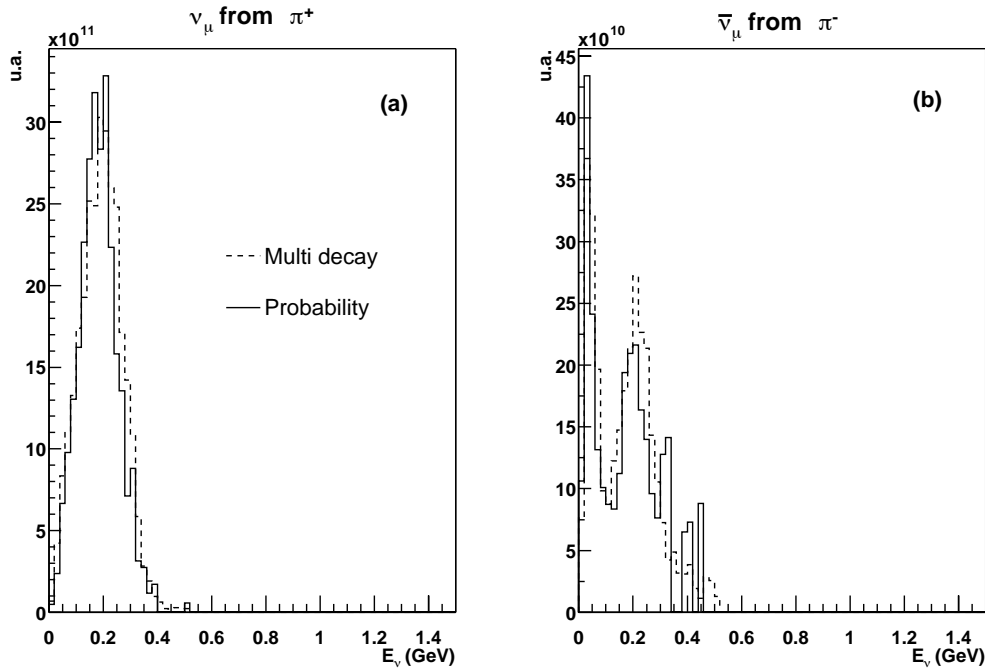 ν_μ from π+
x10^11
u.a.
(a)
30
25
20
15
10
5
0
Multi decay
Probability
0 0.2 0.4 0.6 0.8 1 1.2 1.4
E_ν (GeV)
ν̅_μ from π-
x10^10
u.a.
(b)
45
40
35
30
25
20
15
10
5
0
0 0.2 0.4 0.6 0.8 1 1.2 1.4
E_ν (GeV)